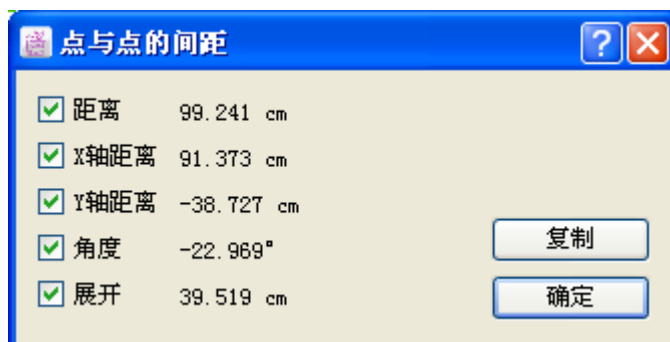 点与点的间距
距离 99.241 cm
X轴距离 91.373 cm
Y轴距离 -38.727 cm
角度 -22.969°
展开 39.519 cm
复制
确定